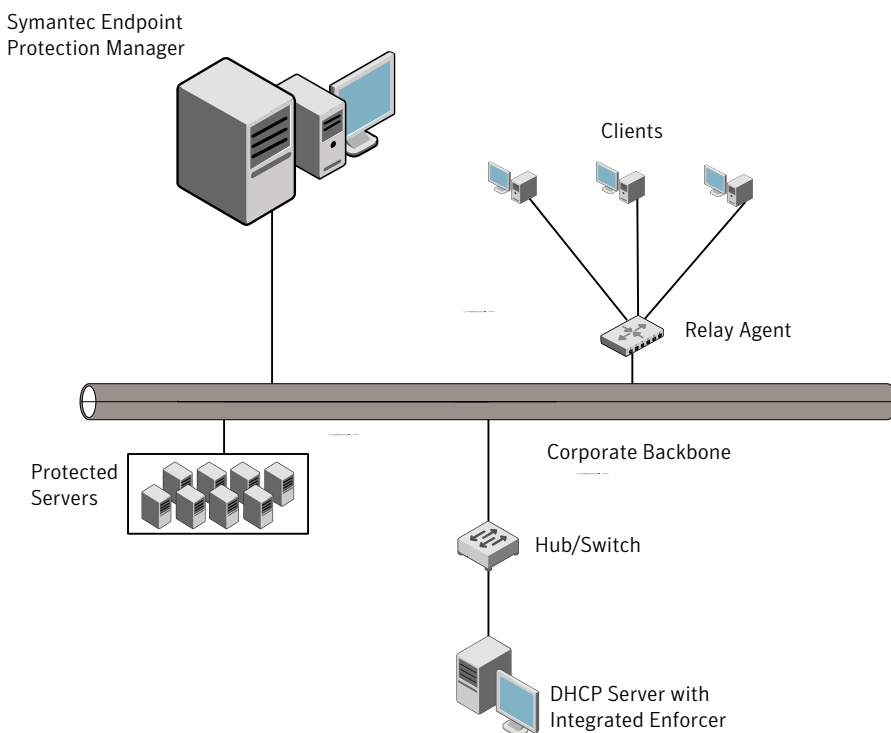 Symantec Endpoint
Protection Manager
Clients
Relay Agent
Corporate Backbone
Protected
Servers
Hub/Switch
DHCP Server with
Integrated Enforcer